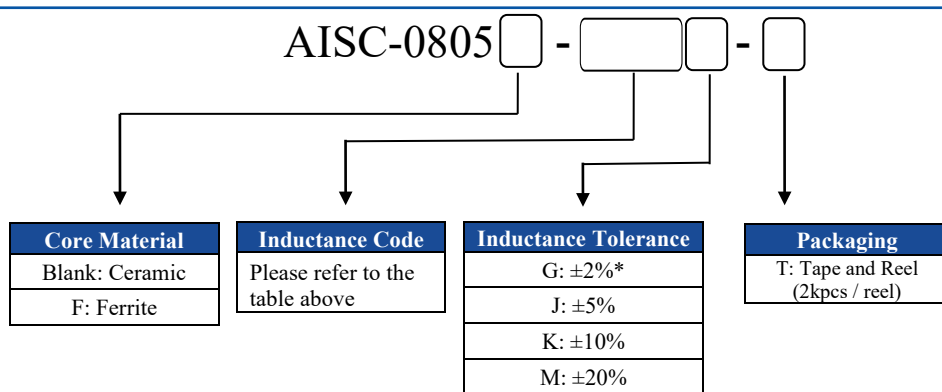 AISC-0805 - -
Core Material
Blank: Ceramic
F: Ferrite
Inductance Code
Please refer to the
table above
Inductance Tolerance
G: ±2%*
J: ±5%
K: ±10%
M: ±20%
Packaging
T: Tape and Reel
(2kpcs / reel)